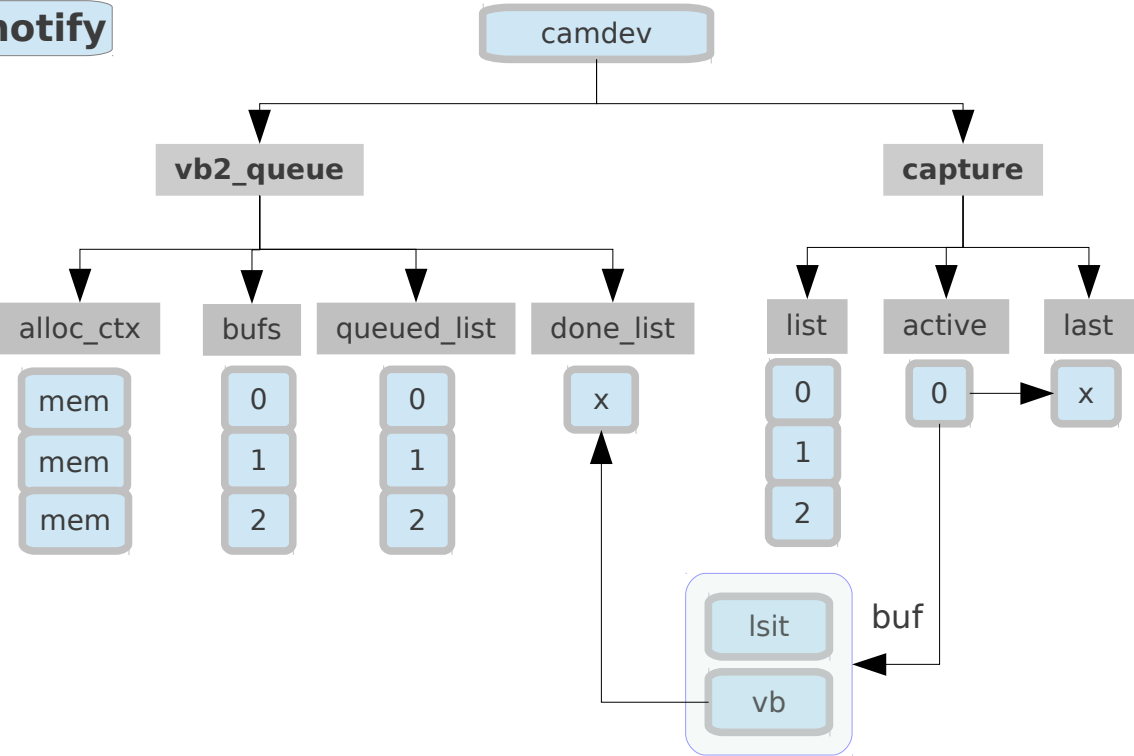 notify
camdev
vb2_queue
capture
alloc_ctx
bufs
queued_list
done_list
list
active
last
mem
mem
mem
0
1
2
0
1
2
x
0
1
2
0
x
buf
lsit
vb